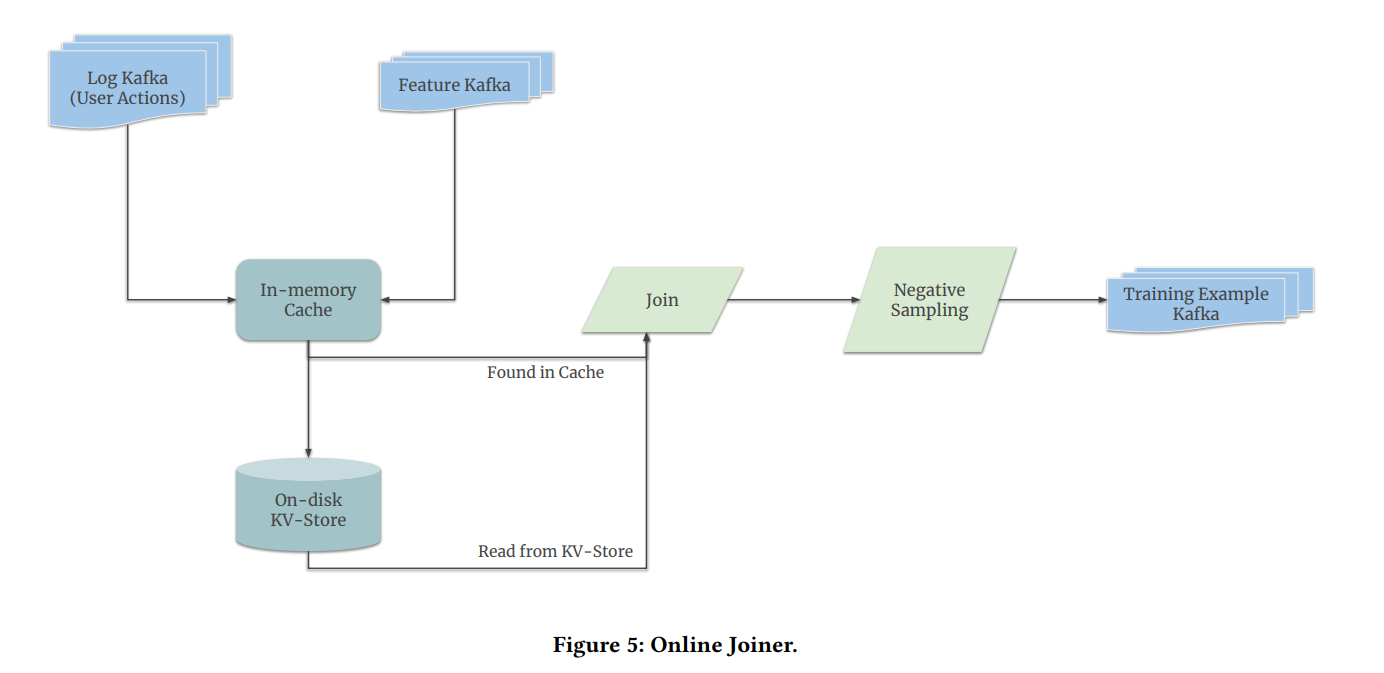 Log Kafka
(User Actions)
Feature Kafka
In-memory
Cache
Join
Negative
Sampling
Training Example
Kafka
Found in Cache
On-disk
KV-Store
Read from KV-Store
Figure 5: Online Joiner.